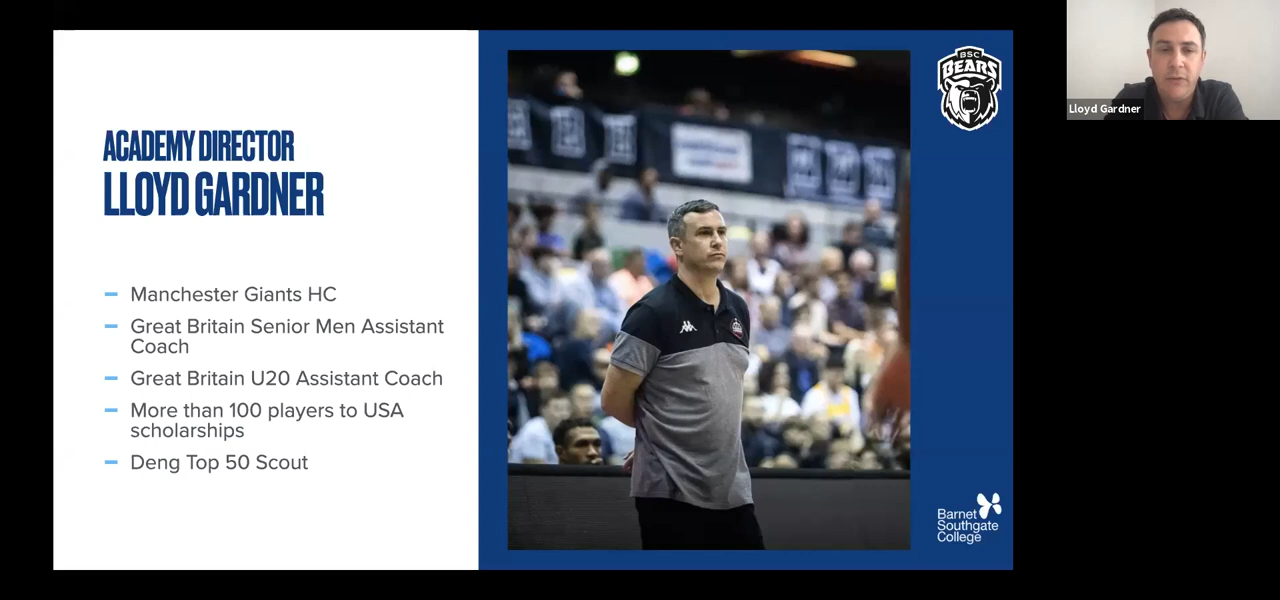 ACADEMY DIRECTOR
LLOYD GARDNER
Manchester Giants HC
Great Britain Senior Men Assistant
Coach
Great Britain U20 Assistant Coach
More than 100 players to USA
scholarships
Deng Top 50 Scout
BSC
BEARS
Barnet
Southgate
College
Lloyd Gardner